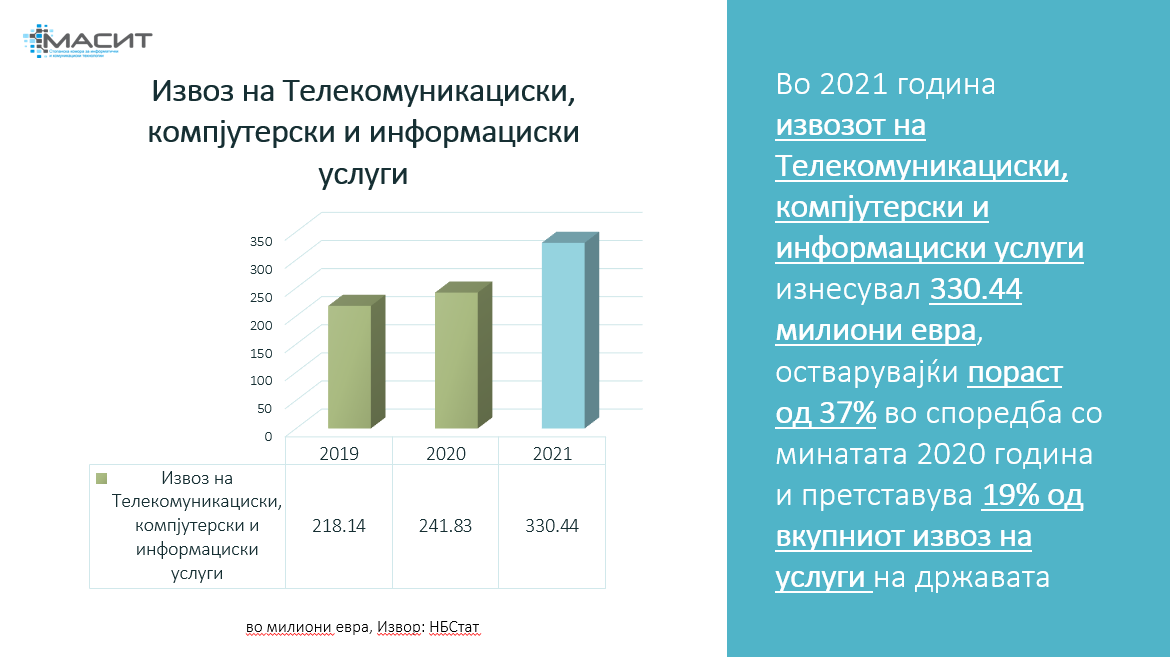 МАСИТ
Стопанска комора за информатички
и комуникациски технологии
Извоз на Телекомуникациски,
компјутерски и информациски
услуги
350
300
250
200
150
100
50
0
2019 2020 2021
Извоз на
Телекомуникациски,
компјутерски и
информациски
услуги
218.14 241.83 330.44
во милиони евра, Извор: НБСтат
Во 2021 година
извозот на
Телекомуникациски,
компјутерски и
информациски услуги
изнесувал 330.44
милиони евра,
остварувајќи пораст
од 37% во споредба со
минатата 2020 година
и претставува 19% од
вкупниот извоз на
услуги на државата